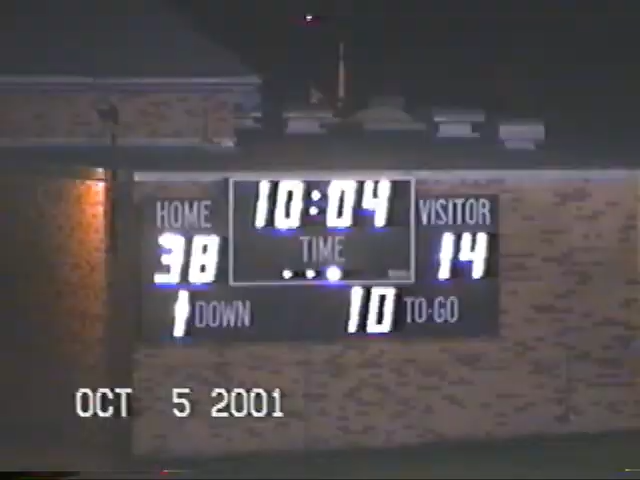 10:04
HOME
VISITOR
TIME
38
14
1 DOWN
10 TO-GO
OCT 5 2001